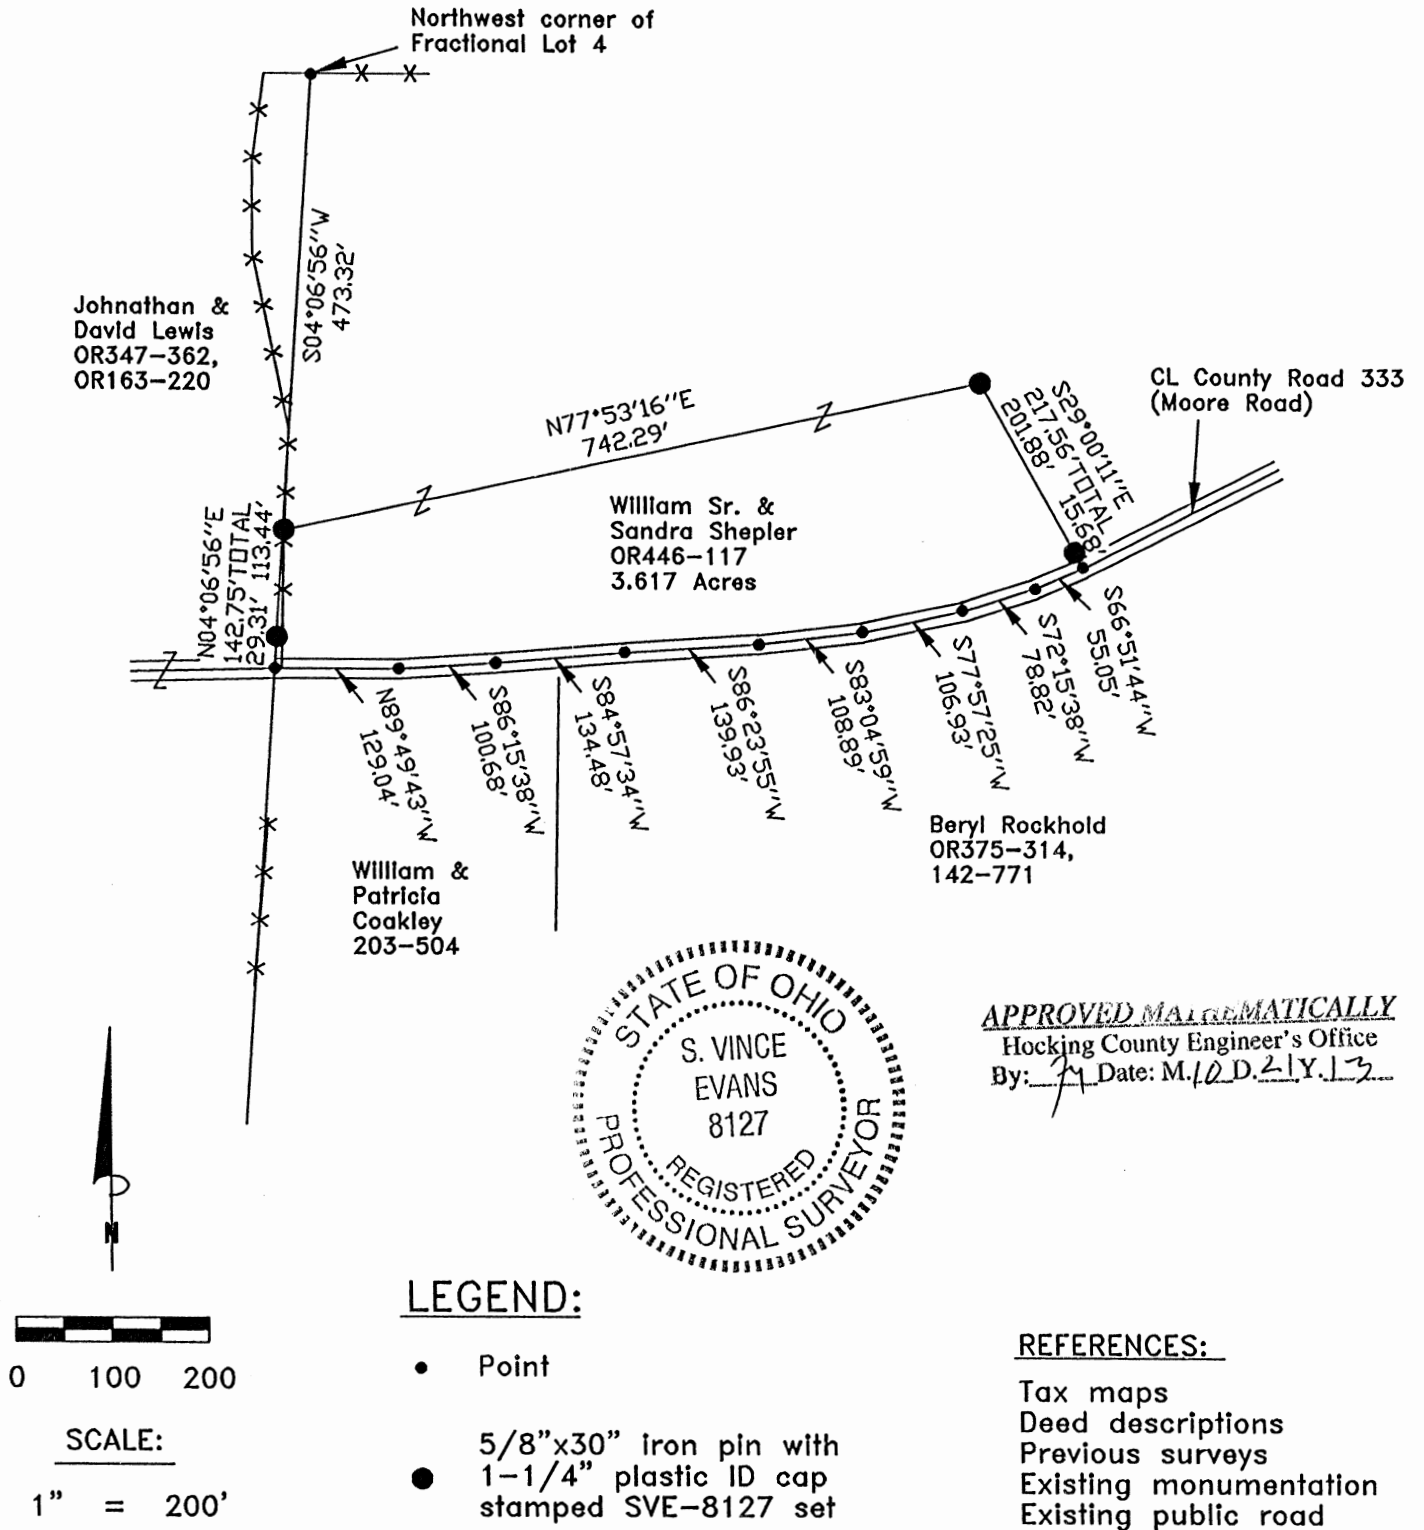 Northwest corner of
Fractional Lot 4
S04°06'56"W
473.32'
Johnathan &
David Lewis
OR347-362,
OR163-220
CL County Road 333
(Moore Road)
N77°53'16"E
742.29'
S29°00'11"E
217.56'TOTAL
201.88' 15.68'
William Sr. &
Sandra Shepler
OR446-117
3.617 Acres
N04°06'56"E
142.75'TOTAL
29.31' 113.44'
N89°49'43"W
129.04'
S86°15'38"W
100.68'
S84°57'34"W
134.48'
S86°23'55"W
139.93'
S83°04'59"W
108.89'
S77°57'25"W
106.93'
S72°15'38"W
78.82'
S66°51'44"W
55.05'
William &
Patricia
Coakley
203-504
Beryl Rockhold
OR375-314,
142-771
STATE OF OHIO
S. VINCE
EVANS
8127
REGISTERED
PROFESSIONAL SURVEYOR
APPROVED MATHEMATICALLY
Hocking County Engineer's Office
By: Date: M.10 D.21 Y.13
N
0 100 200
SCALE:
1" = 200'
LEGEND:
Point
5/8"x30" iron pin with
1-1/4" plastic ID cap
stamped SVE-8127 set
REFERENCES:
Tax maps
Deed descriptions
Previous surveys
Existing monumentation
Existing public road